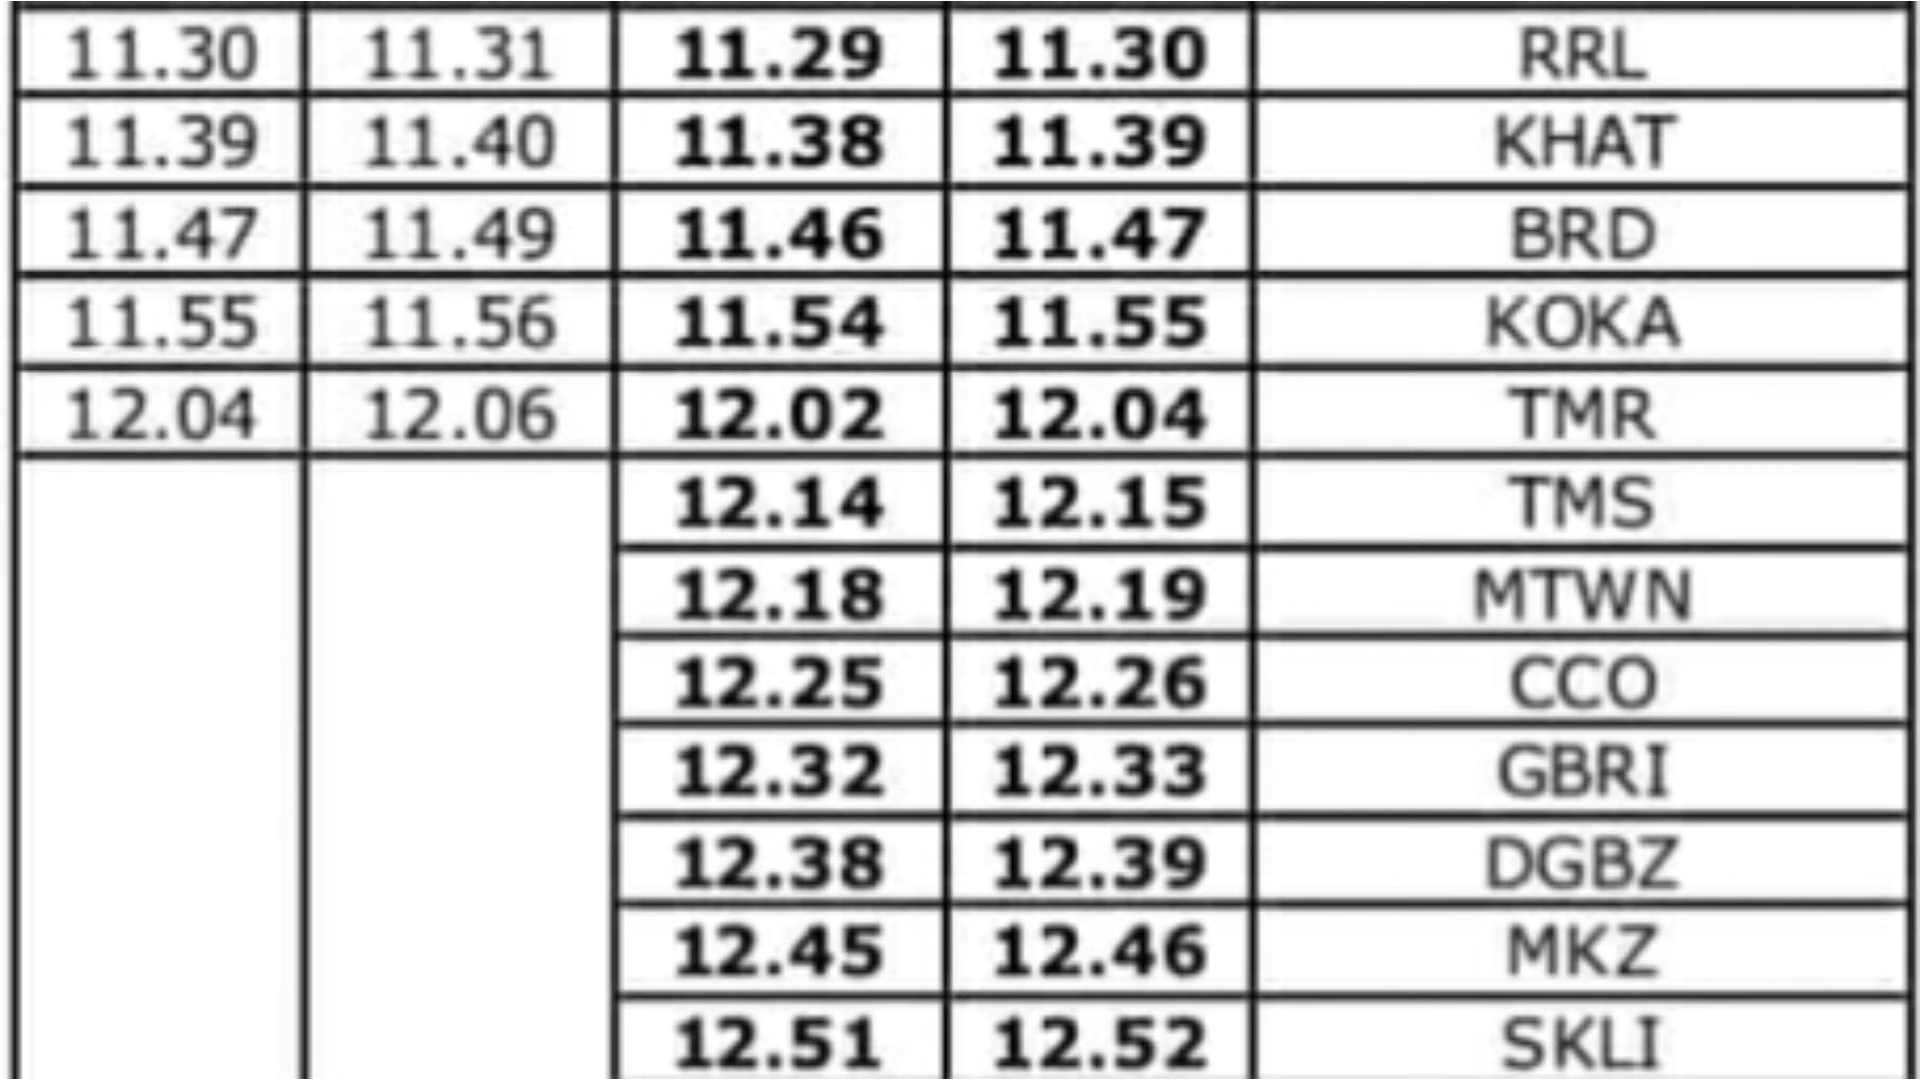 11.30 11.31 11.29 11.30 RRL
11.39 11.40 11.38 11.39 KHAT
11.47 11.49 11.46 11.47 BRD
11.55 11.56 11.54 11.55 KOKA
12.04 12.06 12.02 12.04 TMR
12.14 12.15 TMS
12.18 12.19 MTWN
12.25 12.26 CCO
12.32 12.33 GBRI
12.38 12.39 DGBZ
12.45 12.46 MKZ
12.51 12.52 SKLI